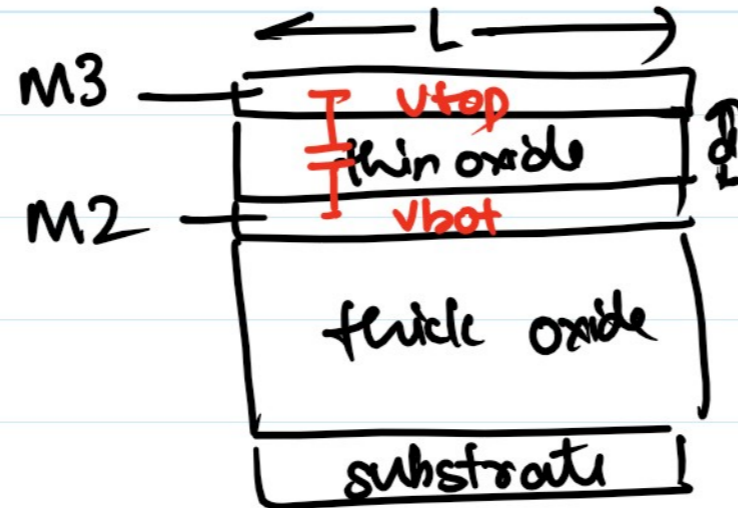 L
M3
vtop
thin oxide
d
M2
vbot
thick oxide
substrate